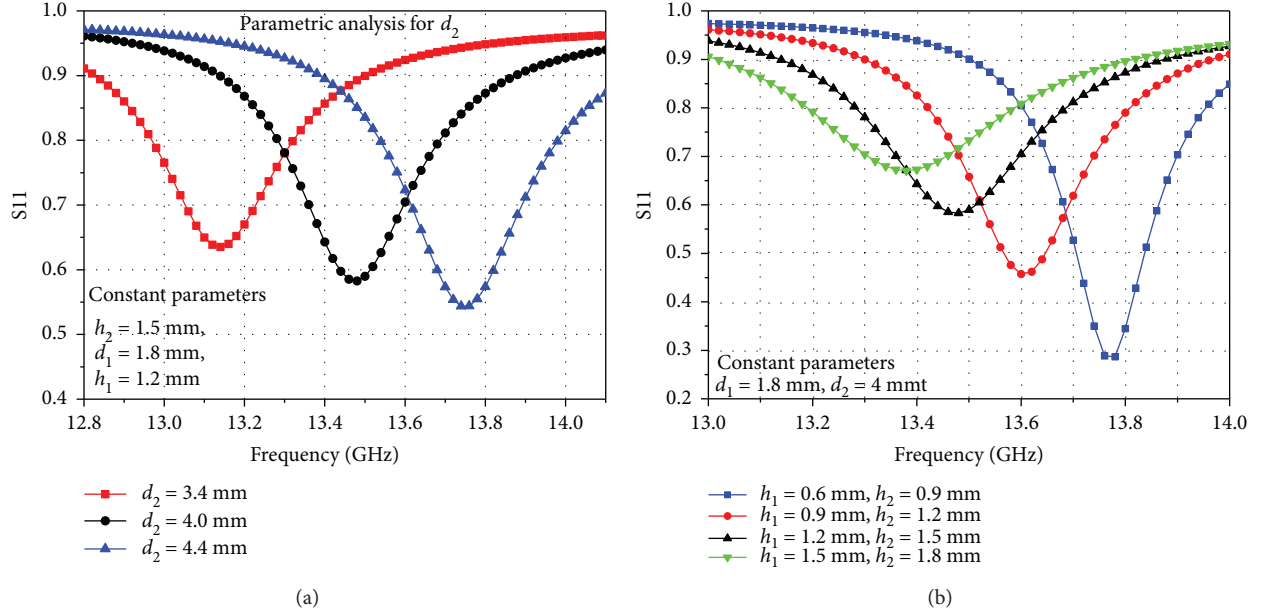 Parametric analysis for d₂
1.0
0.9
0.8
0.7
0.6
0.5
0.4
S11
Constant parameters
h₂ = 1.5 mm,
d₁ = 1.8 mm,
h₁ = 1.2 mm
12.8 13.0 13.2 13.4 13.6 13.8 14.0
Frequency (GHz)
d₂ = 3.4 mm
d₂ = 4.0 mm
d₂ = 4.4 mm
(a)
1.0
0.9
0.8
0.7
0.6
0.5
0.4
0.3
0.2
S11
Constant parameters
d₁ = 1.8 mm, d₂ = 4 mmt
13.0 13.2 13.4 13.6 13.8 14.0
Frequency (GHz)
h₁ = 0.6 mm, h₂ = 0.9 mm
h₁ = 0.9 mm, h₂ = 1.2 mm
h₁ = 1.2 mm, h₂ = 1.5 mm
h₁ = 1.5 mm, h₂ = 1.8 mm
(b)